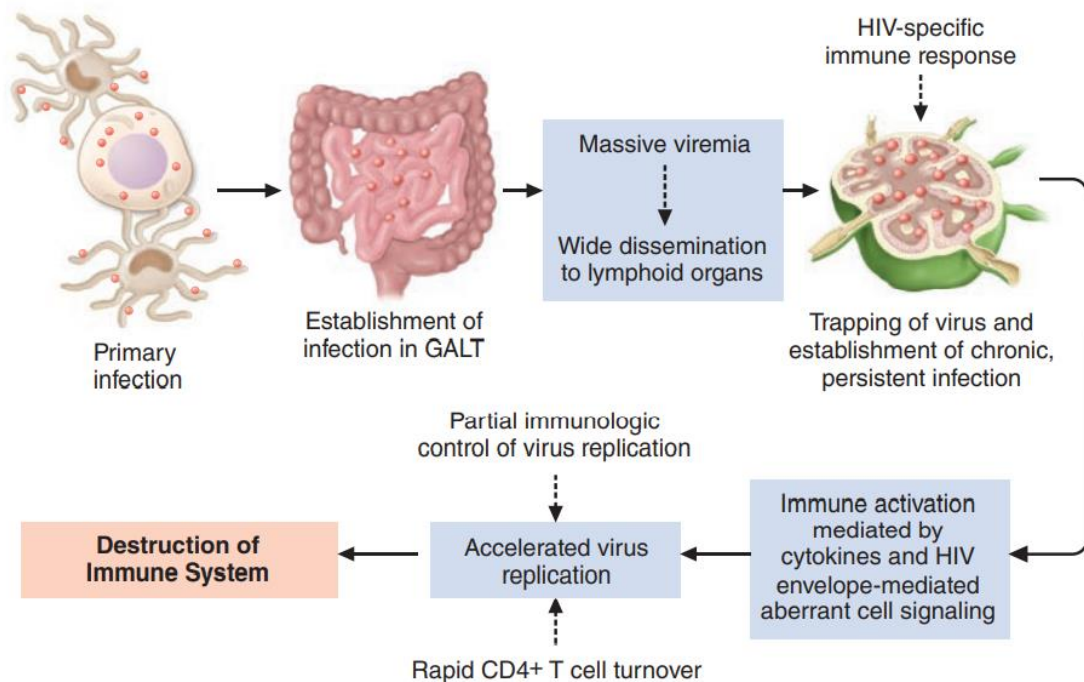 HIV-specific
immune response
Massive viremia
Wide dissemination
to lymphoid organs
Primary
infection
Establishment of
infection in GALT
Trapping of virus and
establishment of chronic,
persistent infection
Partial immunologic
control of virus replication
Immune activation
mediated by
cytokines and HIV
envelope-mediated
aberrant cell signaling
Accelerated virus
replication
Destruction of
Immune System
Rapid CD4+ T cell turnover